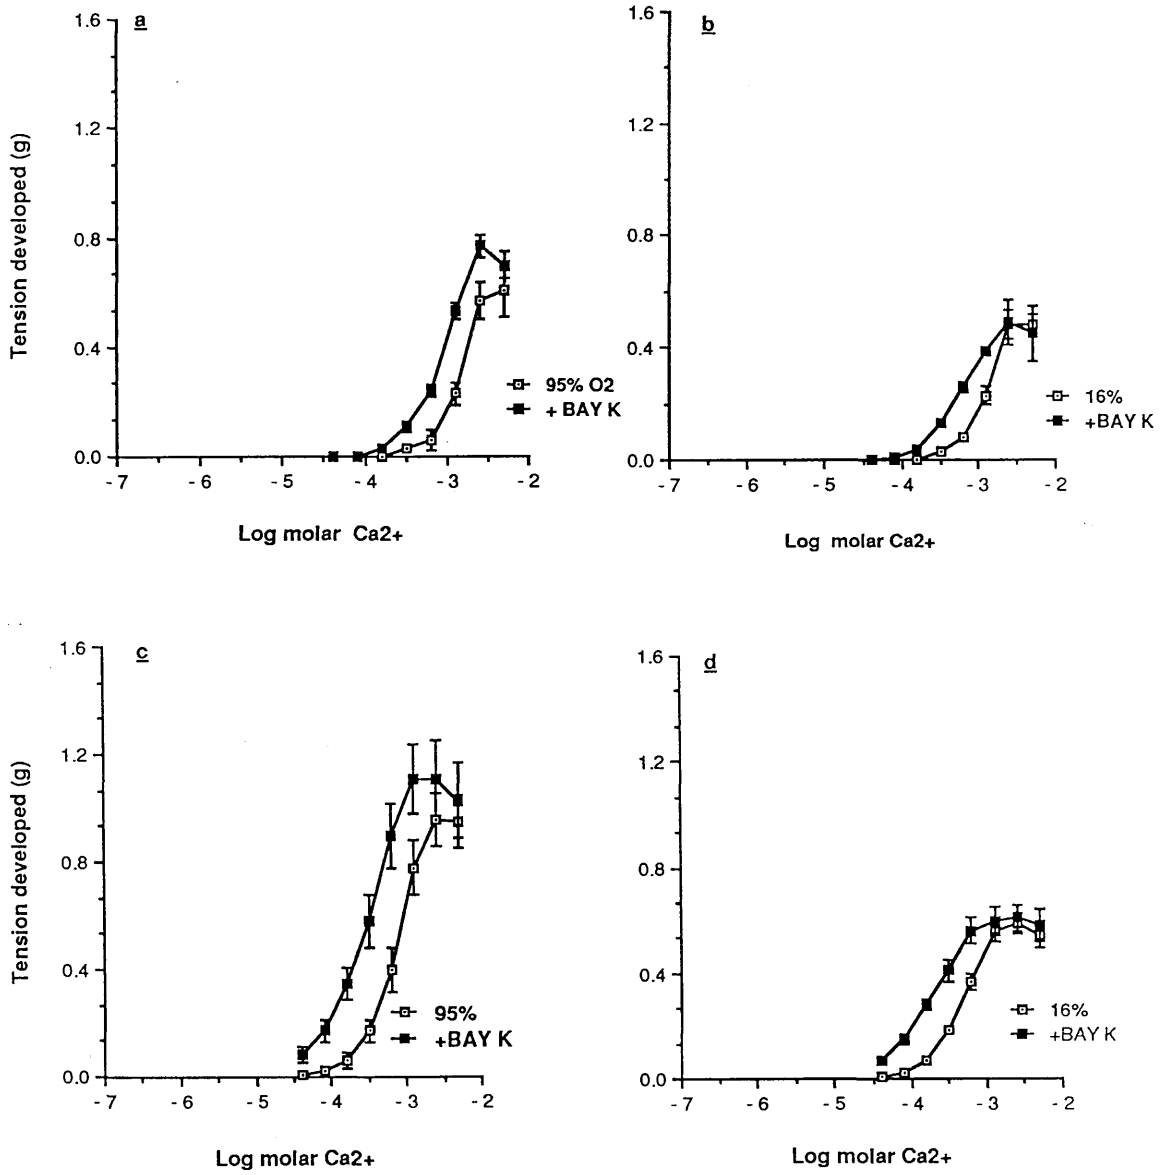 a
1.6
1.2
0.8
0.4
0.0
Tension developed (g)
95% O2
+ BAY K
-7 -6 -5 -4 -3 -2
Log molar Ca2+
b
1.6
1.2
0.8
0.4
0.0
16%
+BAY K
-7 -6 -5 -4 -3 -2
Log molar Ca2+
c
1.6
1.2
0.8
0.4
0.0
Tension developed (g)
95%
+BAY K
-7 -6 -5 -4 -3 -2
Log molar Ca2+
d
1.6
1.2
0.8
0.4
0.0
16%
+BAY K
-7 -6 -5 -4 -3 -2
Log molar Ca2+